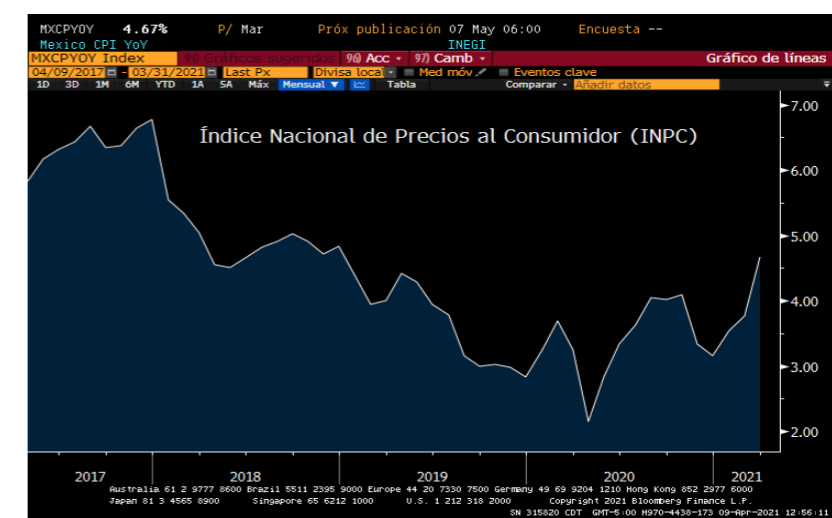 MXCPYOY 4.67% P/ Mar Próx publicación 07 May 06:00 Encuesta --
Mexico CPI YoY INEGI
MXCPYOY Index 94) Gráficos sugeridos 96) Acc 97) Camb Gráfico de líneas
04/09/2017 - 03/31/2021 Last Px Divisa local Med móv. Eventos clave
1D 3D 1M 6M YTD 1A 5A Máx Mensual ▼ Tabla Comparar Añadir datos
Índice Nacional de Precios al Consumidor (INPC)
7.00
6.00
5.00
4.00
3.00
2.00
2017 2018 2019 2020 2021
Australia 61 2 9777 8600 Brazil 5511 2395 9000 Europe 44 20 7330 7500 Germany 49 69 9204 1210 Hong Kong 852 2977 6000
Japan 81 3 4565 8900 Singapore 65 6212 1000 U.S. 1 212 318 2000 Copyright 2021 Bloomberg Finance L.P.
SN 315820 CDT GMT-5:00 H970-4438-173 09-Apr-2021 12:56:11